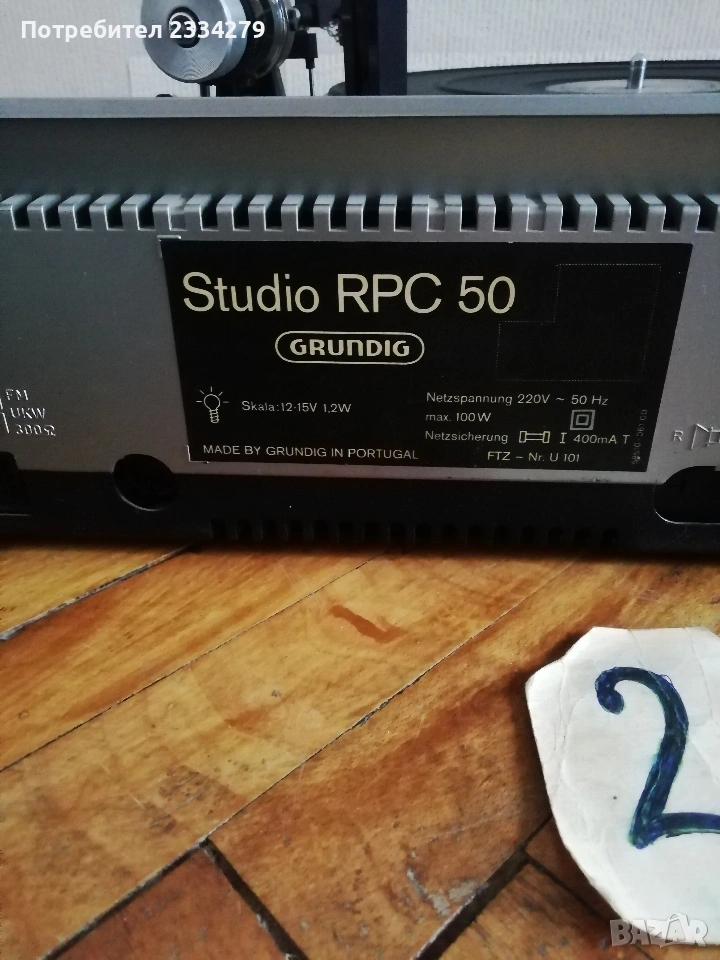 Потребител 2334279
Studio RPC 50
GRUNDIG
FM
UKW
300Ω
Skala: 12-15V 1,2W
Netzspannung 220V ~ 50 Hz
max. 100W
Netzsicherung I 400mA T
R
MADE BY GRUNDIG IN PORTUGAL
FTZ - Nr. U 101
2
BAZAR